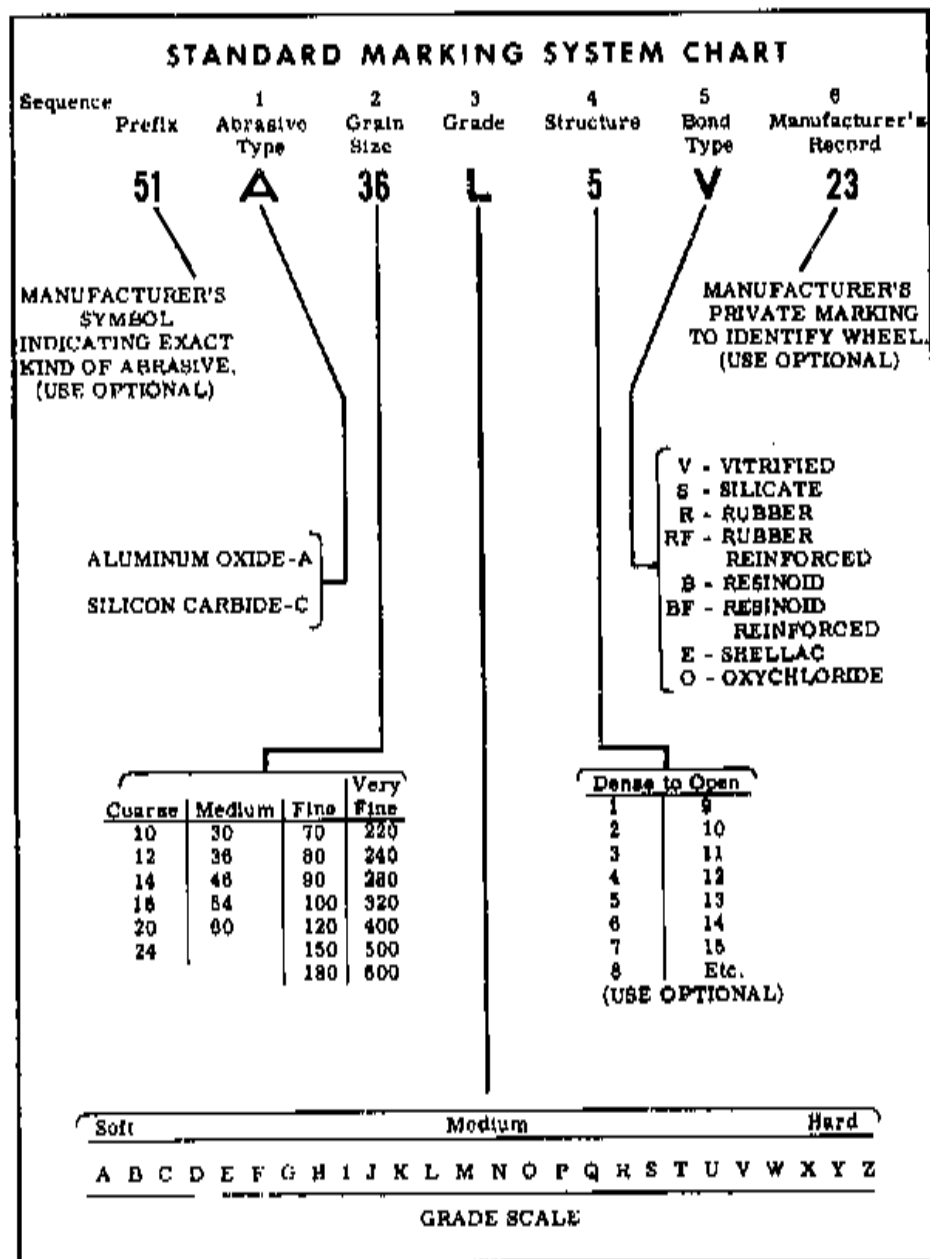 STANDARD MARKING SYSTEM CHART
Sequence 1 2 3 4 5 6
Prefix Abrasive Grain Grade Structure Bond Manufacturer's
Type Size Type Record
51 A 36 L 5 V 23
MANUFACTURER'S
SYMBOL
INDICATING EXACT
KIND OF ABRASIVE.
(USE OPTIONAL)
MANUFACTURER'S
PRIVATE MARKING
TO IDENTIFY WHEEL.
(USE OPTIONAL)
ALUMINUM OXIDE-A
SILICON CARBIDE-C
V - VITRIFIED
S - SILICATE
R - RUBBER
RF - RUBBER
REINFORCED
B - RESINOID
BF - RESINOID
REINFORCED
E - SHELLAC
O - OXYCHLORIDE
Very
Coarse Medium Fine Fine
10 30 70 220
12 36 80 240
14 46 90 280
16 54 100 320
20 60 120 400
24 150 500
180 600
Dense to Open
1 9
2 10
3 11
4 12
5 13
6 14
7 15
8 Etc.
(USE OPTIONAL)
Soft Medium Hard
A B C D E F G H I J K L M N O P Q R S T U V W X Y Z
GRADE SCALE